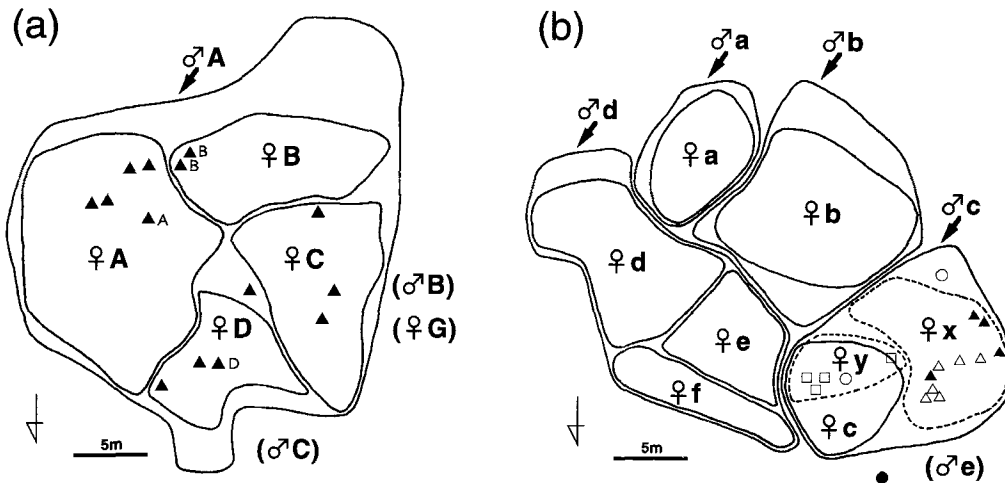 (a)
♂A
B
B
♀B
A
♀A
♀C
(♂B)
(♀G)
♀D
D
(♂C)
5m
(b)
♂a
♂b
♂d
♀a
♀b
♂c
♀d
♀x
♀e
♀y
♀f
♀c
5m
(♂e)